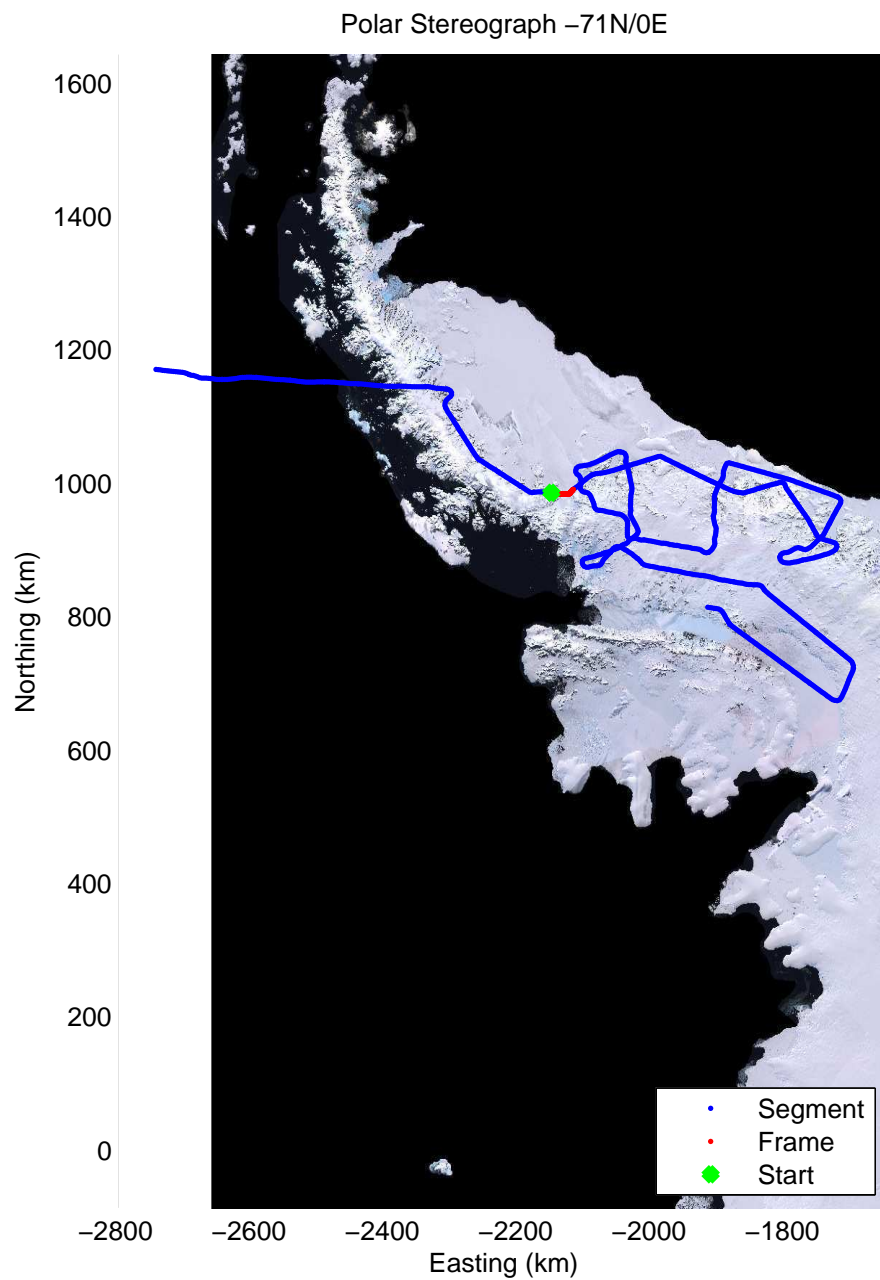 Polar Stereograph −71N/0E
1600
1400
1200
1000
800
600
400
200
0
Northing (km)
−2800 −2600 −2400 −2200 −2000 −1800
Easting (km)
Segment
Frame
Start